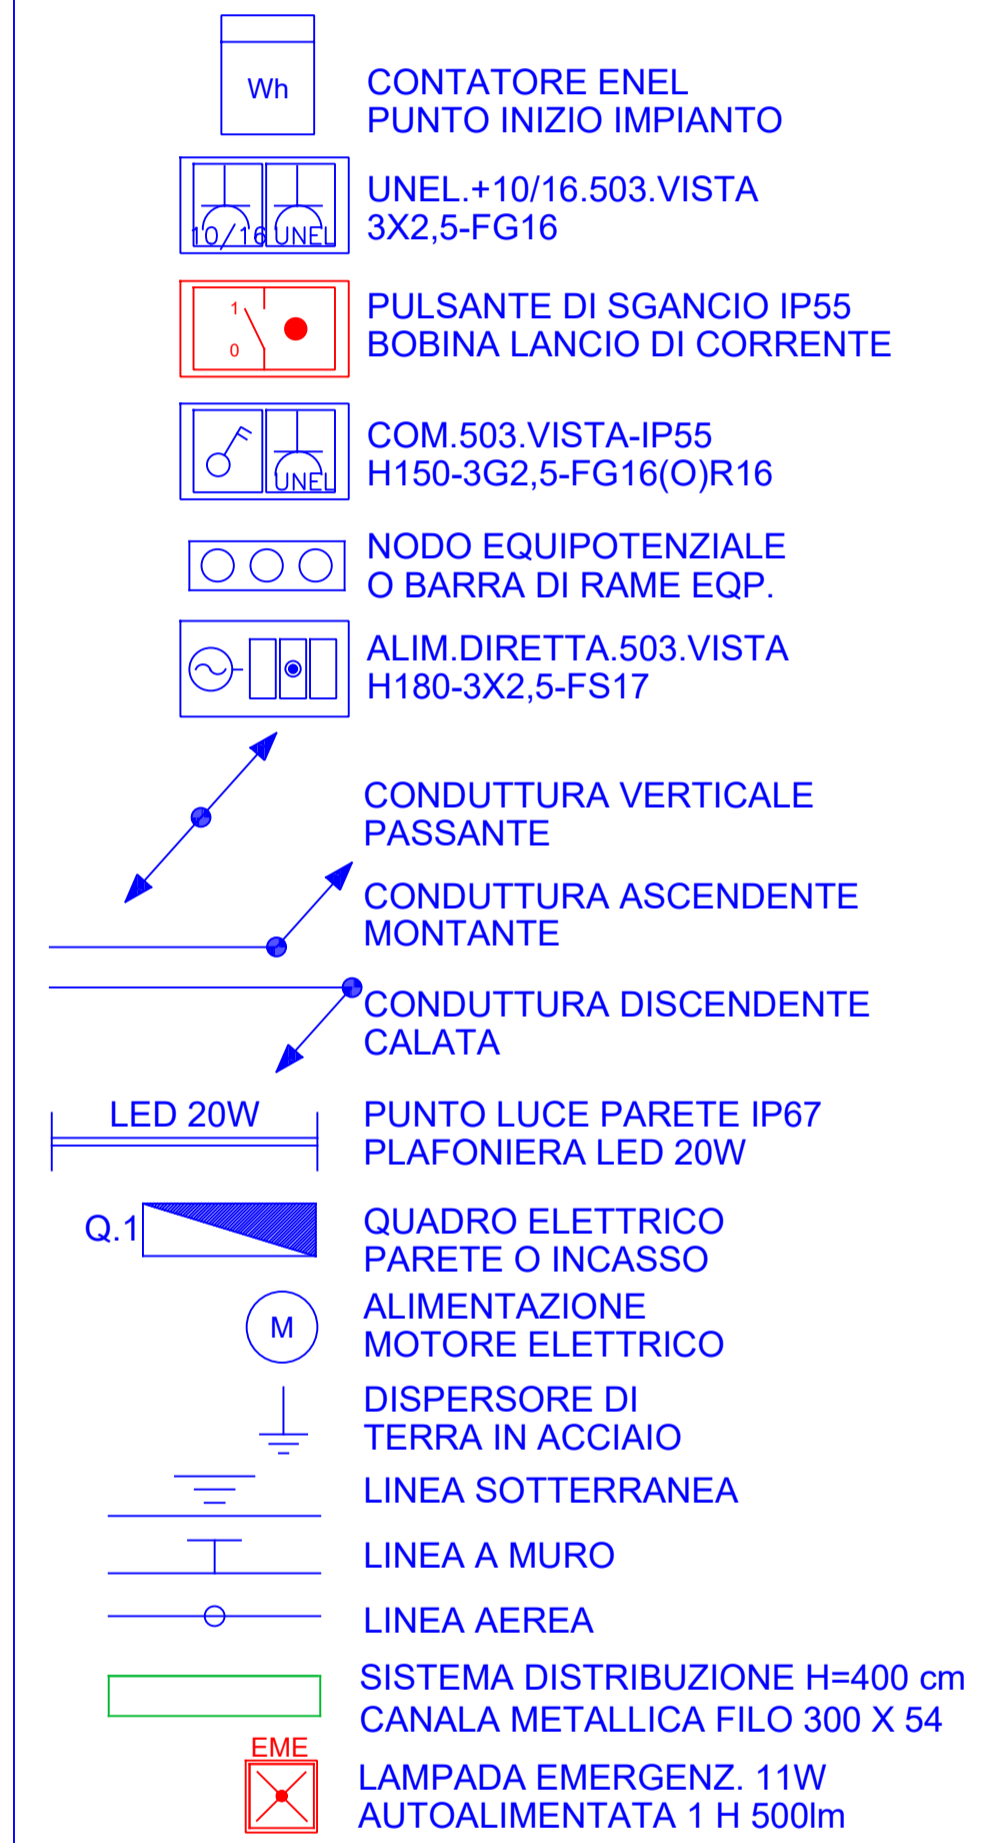 Wh
CONTATORE ENEL
PUNTO INIZIO IMPIANTO
10/16 UNEL
UNEL.+10/16.503.VISTA
3X2,5-FG16
1
0
PULSANTE DI SGANCIO IP55
BOBINA LANCIO DI CORRENTE
UNEL
COM.503.VISTA-IP55
H150-3G2,5-FG16(O)R16
NODO EQUIPOTENZIALE
O BARRA DI RAME EQP.
ALIM.DIRETTA.503.VISTA
H180-3X2,5-FS17
CONDUTTURA VERTICALE
PASSANTE
CONDUTTURA ASCENDENTE
MONTANTE
CONDUTTURA DISCENDENTE
CALATA
LED 20W
PUNTO LUCE PARETE IP67
PLAFONIERA LED 20W
Q.1
QUADRO ELETTRICO
PARETE O INCASSO
M
ALIMENTAZIONE
MOTORE ELETTRICO
DISPERSORE DI
TERRA IN ACCIAIO
LINEA SOTTERRANEA
LINEA A MURO
LINEA AEREA
SISTEMA DISTRIBUZIONE H=400 cm
CANALA METALLICA FILO 300 X 54
EME
LAMPADA EMERGENZ. 11W
AUTOALIMENTATA 1 H 500lm